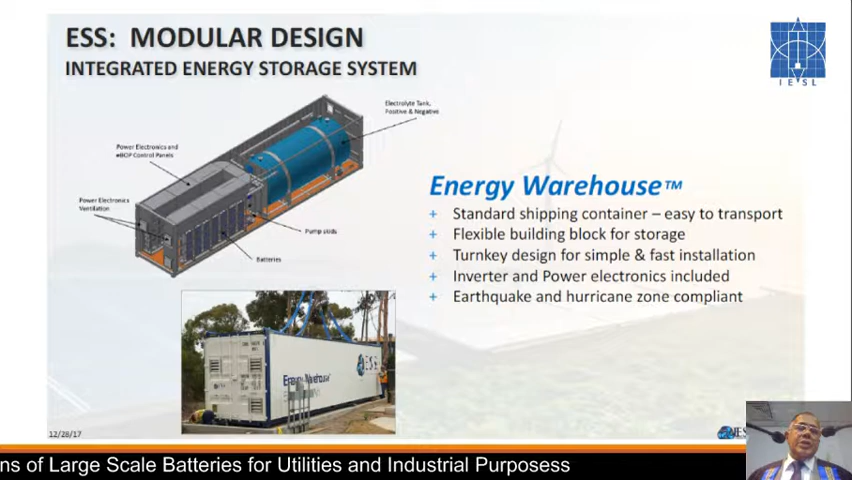 ESS: MODULAR DESIGN
INTEGRATED ENERGY STORAGE SYSTEM
IESL
Electrolyte Tank,
Positive & Negative
Power Electronics and
eBOP Control Panels
Power Electronics
Ventilation
Pump skids
Batteries
Energy Warehouse™
+ Standard shipping container – easy to transport
+ Flexible building block for storage
+ Turnkey design for simple & fast installation
+ Inverter and Power electronics included
+ Earthquake and hurricane zone compliant
Energy Warehouse
ESS
12/28/17
ns of Large Scale Batteries for Utilities and Industrial Purposess